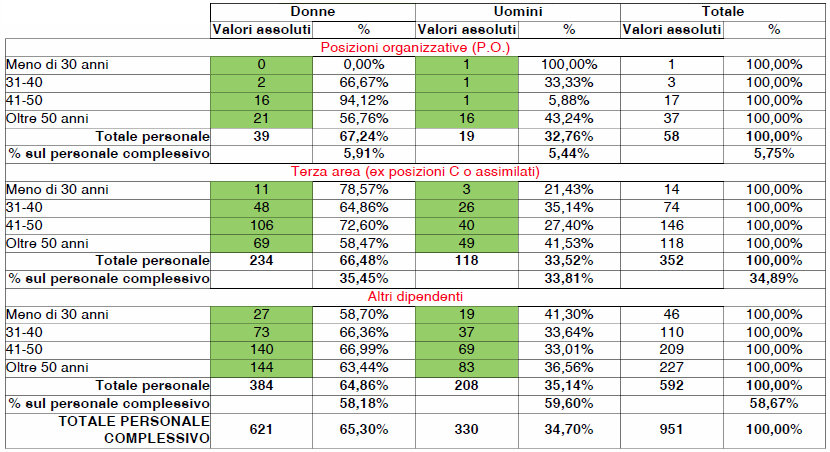 Donne Uomini Totale
Valori assoluti % Valori assoluti % Valori assoluti %
Posizioni organizzative (P.O.)
Meno di 30 anni 0 0,00% 1 100,00% 1 100,00%
31-40 2 66,67% 1 33,33% 3 100,00%
41-50 16 94,12% 1 5,88% 17 100,00%
Oltre 50 anni 21 56,76% 16 43,24% 37 100,00%
Totale personale 39 67,24% 19 32,76% 58 100,00%
% sul personale complessivo 5,91% 5,44% 5,75%
Terza area (ex posizioni C o assimilati)
Meno di 30 anni 11 78,57% 3 21,43% 14 100,00%
31-40 48 64,86% 26 35,14% 74 100,00%
41-50 106 72,60% 40 27,40% 146 100,00%
Oltre 50 anni 69 58,47% 49 41,53% 118 100,00%
Totale personale 234 66,48% 118 33,52% 352 100,00%
% sul personale complessivo 35,45% 33,81% 34,89%
Altri dipendenti
Meno di 30 anni 27 58,70% 19 41,30% 46 100,00%
31-40 73 66,36% 37 33,64% 110 100,00%
41-50 140 66,99% 69 33,01% 209 100,00%
Oltre 50 anni 144 63,44% 83 36,56% 227 100,00%
Totale personale 384 64,86% 208 35,14% 592 100,00%
% sul personale complessivo 58,18% 59,60% 58,67%
TOTALE PERSONALE
COMPLESSIVO 621 65,30% 330 34,70% 951 100,00%